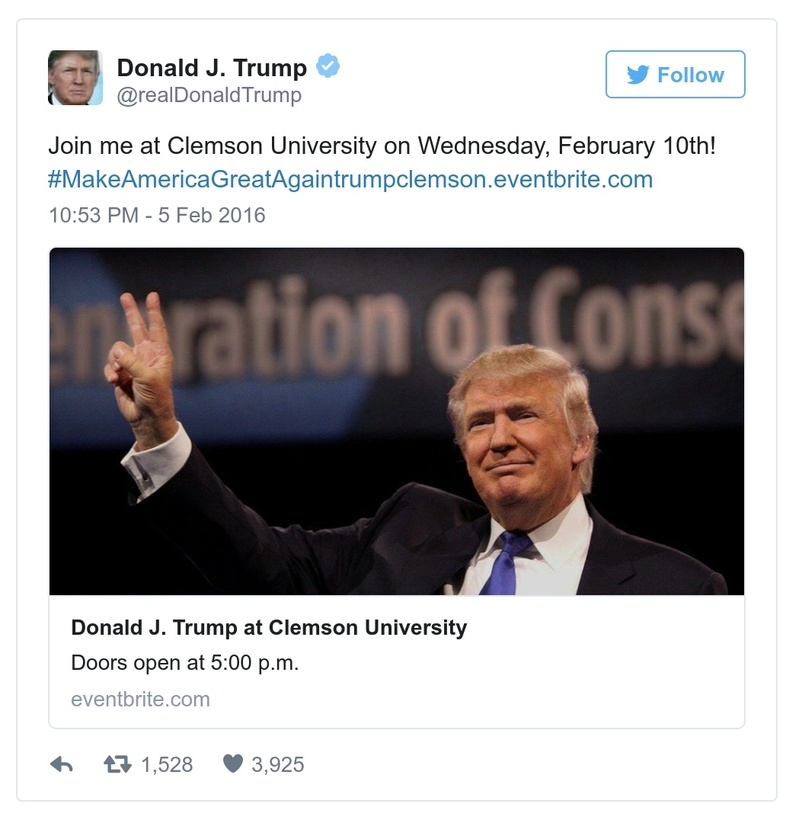 Donald J. Trump
@realDonaldTrump
Follow
Join me at Clemson University on Wednesday, February 10th!
#MakeAmericaGreatAgaintrumpclemson.eventbrite.com
10:53 PM - 5 Feb 2016
eneration of Conse
Donald J. Trump at Clemson University
Doors open at 5:00 p.m.
eventbrite.com
1,528 3,925